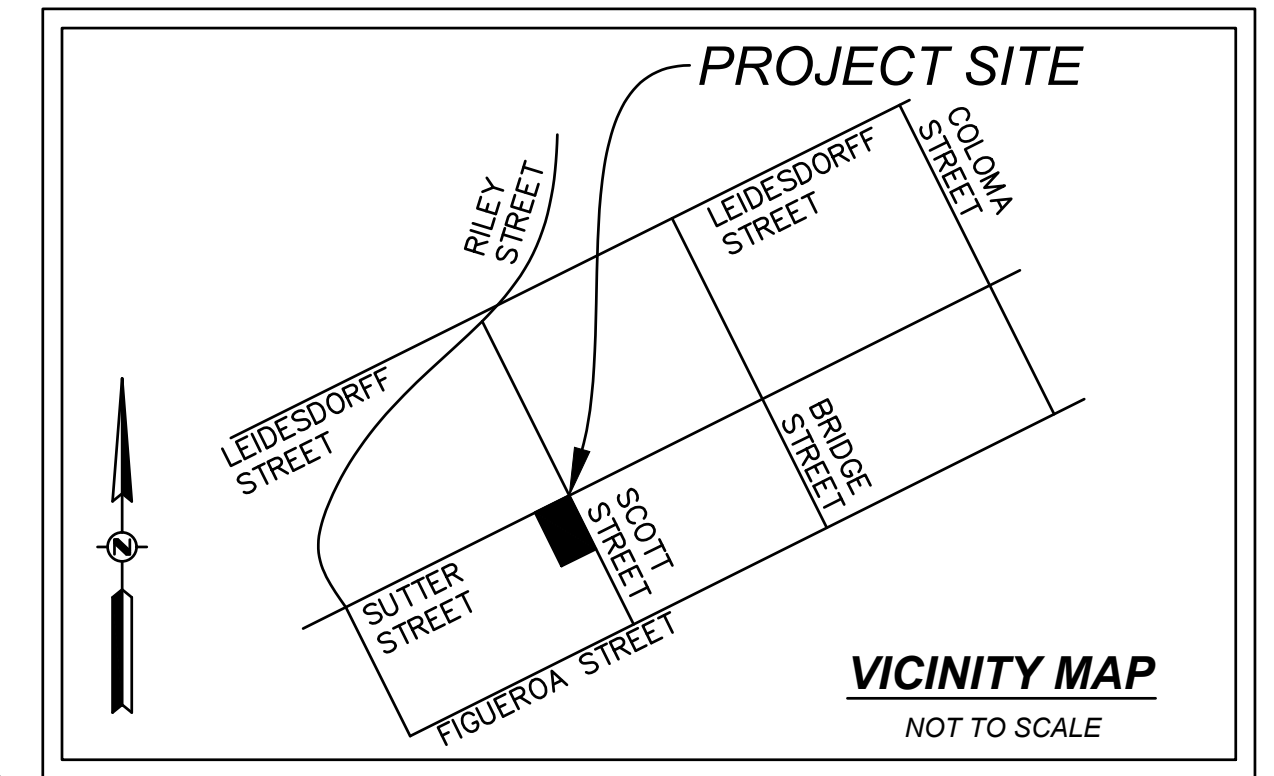 PROJECT SITE
COLOMA
STREET
LEIDESDORFF
STREET
RILEY
STREET
LEIDESDORFF
STREET
BRIDGE
STREET
SCOTT
STREET
N
SUTTER
STREET
FIGUEROA STREET
VICINITY MAP
NOT TO SCALE